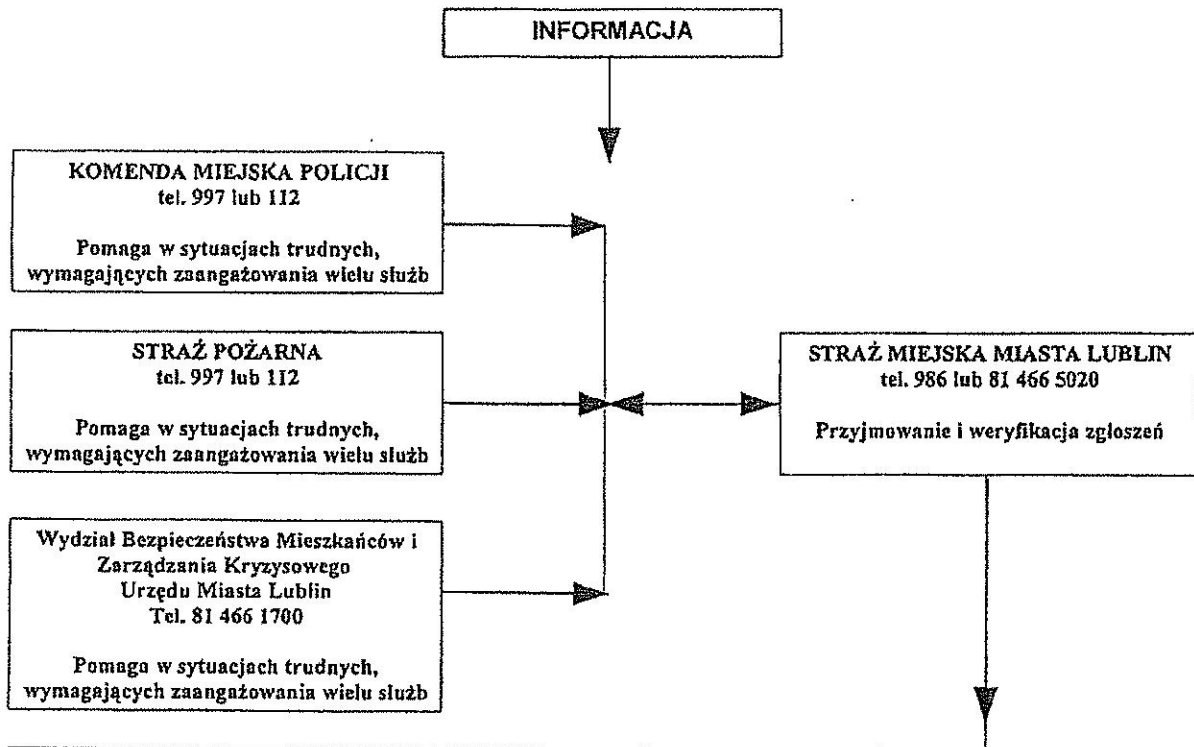 INFORMACJA
KOMENDA MIEJSKA POLICJI
tel. 997 lub 112
Pomaga w sytuacjach trudnych,
wymagających zaangażowania wielu służb
STRAŻ POŻARNA
tel. 997 lub 112
Pomaga w sytuacjach trudnych,
wymagających zaangażowania wielu służb
STRAŻ MIEJSKA MIASTA LUBLIN
tel. 986 lub 81 466 5020
Przyjmowanie i weryfikacja zgłoszeń
Wydział Bezpieczeństwa Mieszkańców i
Zarządzania Kryzysowego
Urzędu Miasta Lublin
Tel. 81 466 1700
Pomaga w sytuacjach trudnych,
wymagających zaangażowania wielu służb